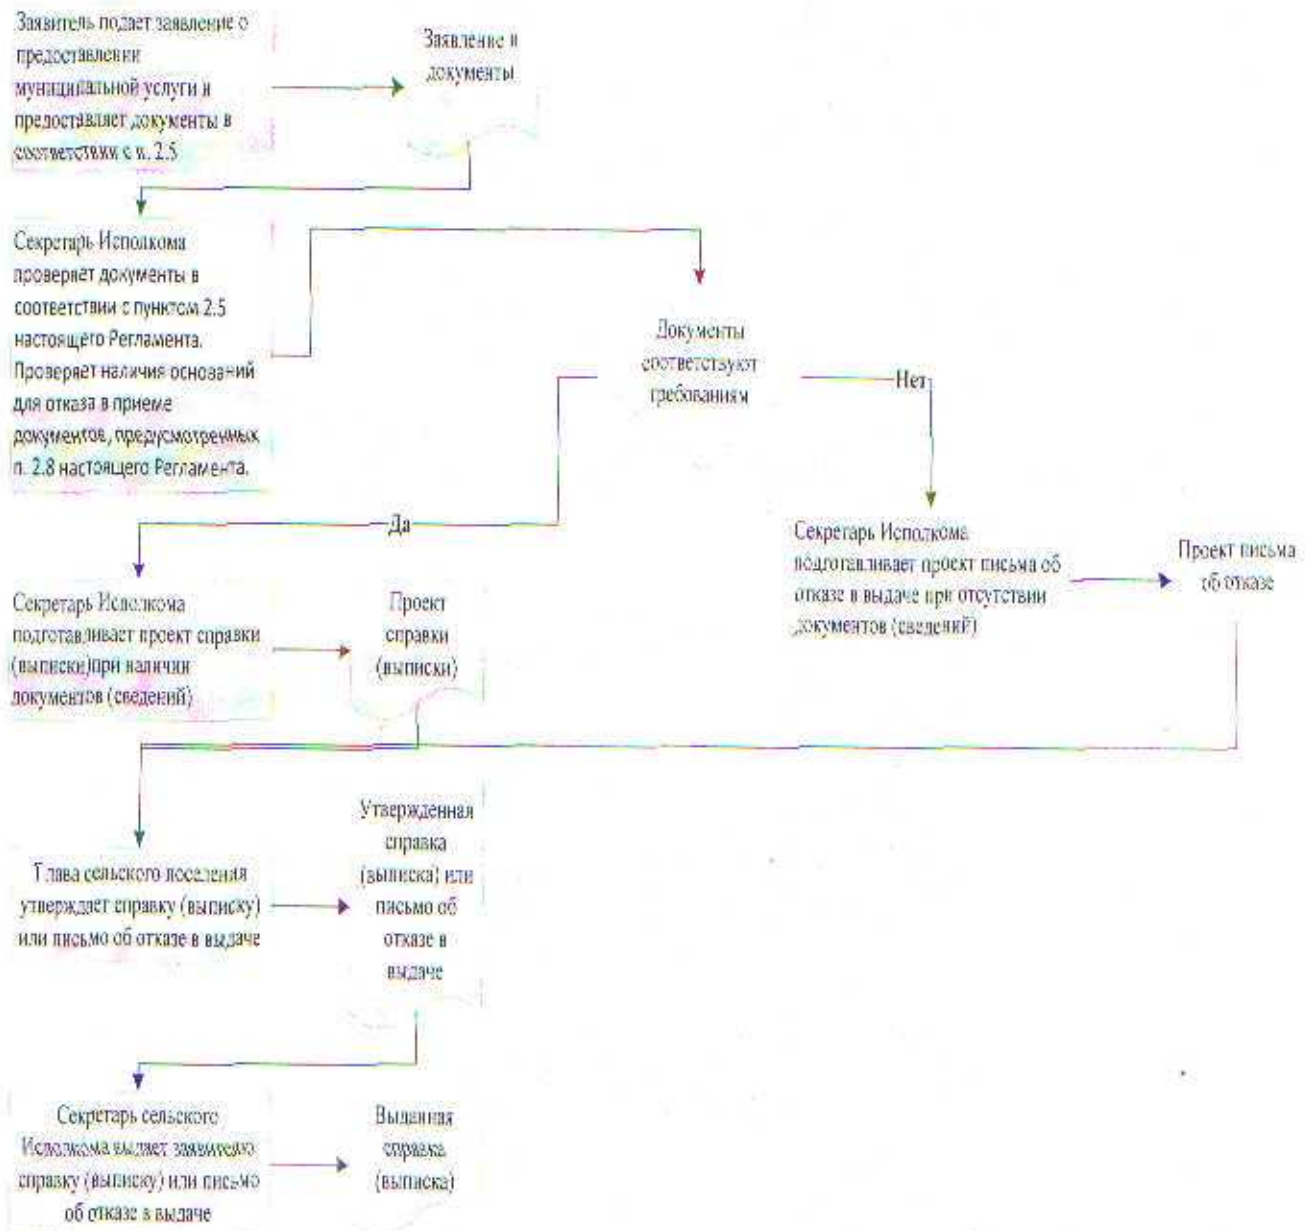 Заявитель подает заявление о
предоставлении
муниципальной услуги и
предоставляет документы в
соответствии с п. 2.5
Заявление и
документы
Секретарь Исполкома
проверяет документы в
соответствии с пунктом 2.5
настоящего Регламента.
Проверяет наличия оснований
для отказа в приеме
документов, предусмотренных
п. 2.8 настоящего Регламента.
Документы
соответствуют
требованиям
Нет
Да
Секретарь Исполкома
подготавливает проект письма об
отказе в выдаче при отсутствии
документов (сведений)
Проект письма
об отказе
Секретарь Исполкома
подготавливает проект справки
(выписки)при наличии
документов (сведений)
Проект
справки
(выписки)
Глава сельского поселения
утверждает справку (выписку)
или письмо об отказе в выдаче
Утвержденная
справка
(выписка) или
письмо об
отказе в
выдаче
Секретарь сельского
Исполкома выдает заявителю
справку (выписку) или письмо
об отказе в выдаче
Выданная
справка
(выписка)